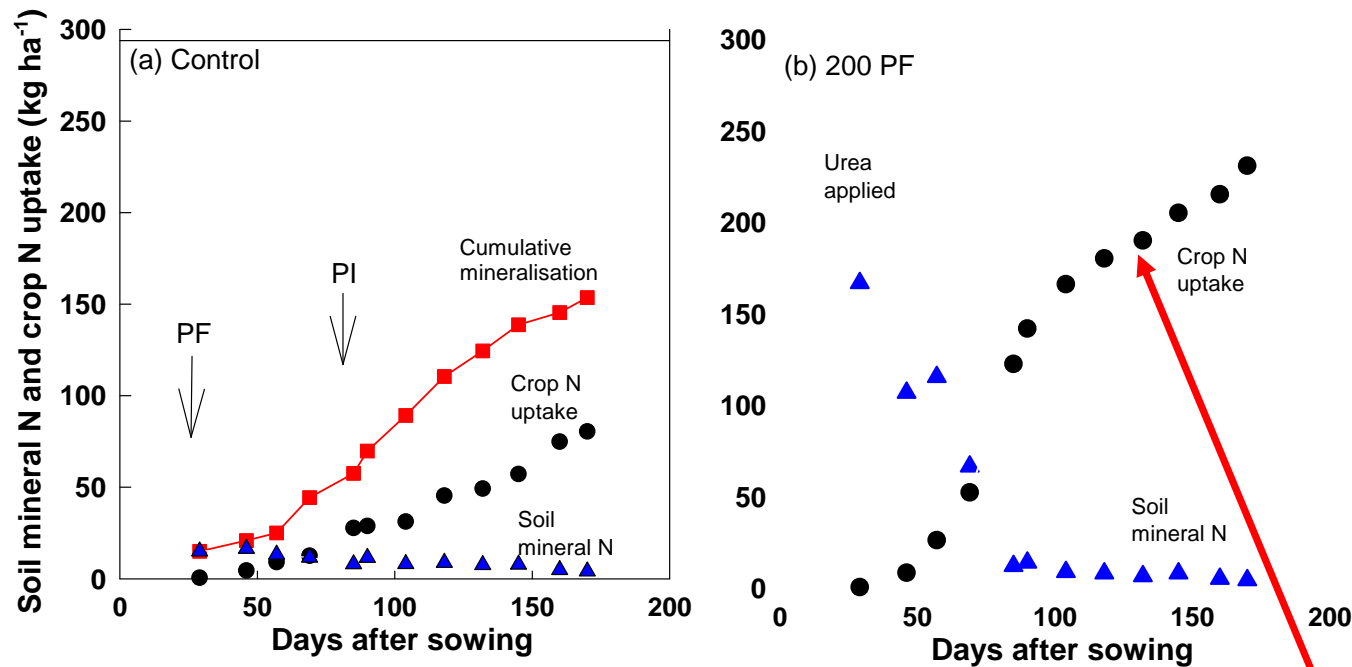 Soil mineral N and crop N uptake (kg ha⁻¹)
300
250
200
150
100
50
0
(a) Control
PF
PI
Cumulative
mineralisation
Crop N
uptake
Soil
mineral N
0 50 100 150 200
Days after sowing
300
250
200
150
100
50
0
(b) 200 PF
Urea
applied
Crop N
uptake
Soil
mineral N
0 50 100 150 200
Days after sowing